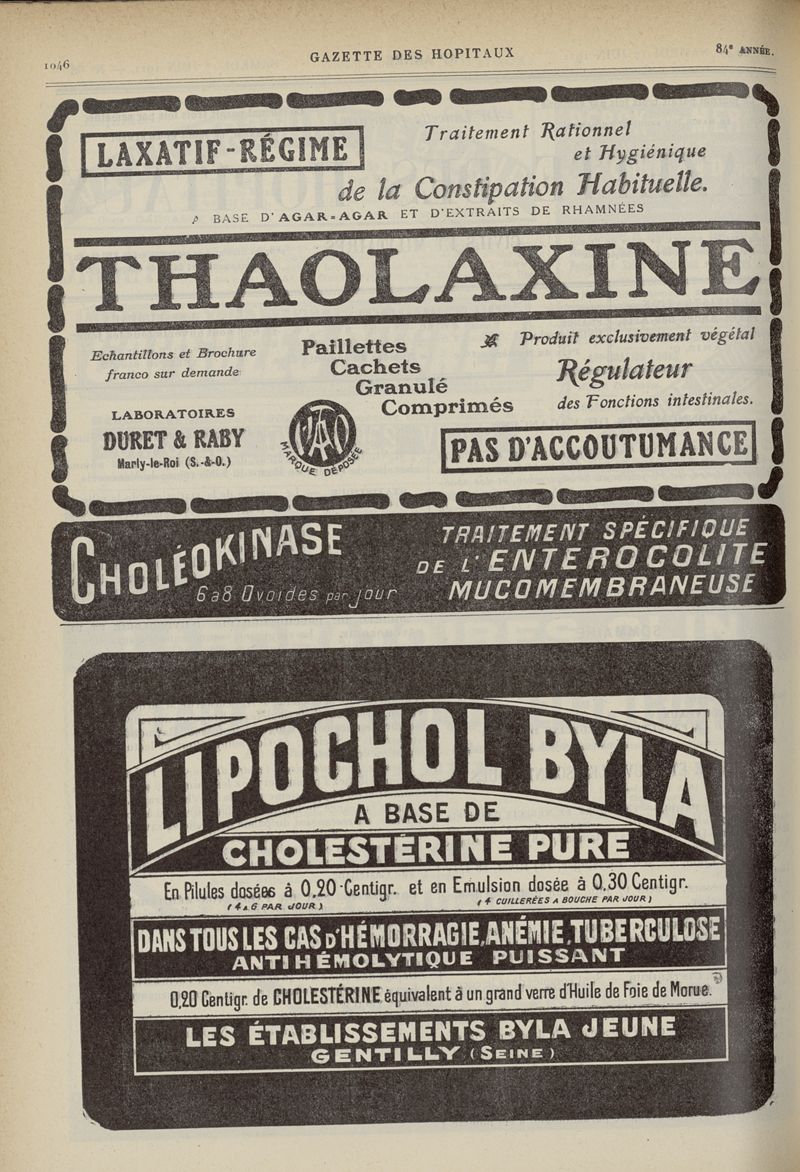 1046
GAZETTE DES HOPITAUX
84e ANNÉE.
LAXATIF-RÉGIME
Traitement Rationnel
et Hygiénique
de la Constipation Habituelle.
A BASE D'AGAR-AGAR ET D'EXTRAITS DE RHAMNÉES
THAOLAXINE
Echantillons et Brochure
franco sur demande
LABORATOIRES
DURET & RABY
Marly-le-Roi (S.-&-O.)
Paillettes
Cachets
Granulé
Comprimés
MARQUE DÉPOSÉE
Produit exclusivement végétal
Régulateur
des Fonctions intestinales.
PAS D'ACCOUTUMANCE
CHOLÉOKINASE
6 à 8 Ovoïdes par jour
TRAITEMENT SPÉCIFIQUE
DE L'ENTEROCOLITE
MUCOMEMBRANEUSE
LIPOCHOL BYLA
A BASE DE
CHOLESTÉRINE PURE
En Pilules dosées à 0,20 Centigr. et en Emulsion dosée à 0,30 Centigr.
(4 A 6 PAR JOUR) (4 CUILLERÉES A BOUCHE PAR JOUR)
DANS TOUS LES CAS D'HÉMORRAGIE, ANÉMIE, TUBERCULOSE
ANTIHÉMOLYTIQUE PUISSANT
0,20 Centigr. de CHOLESTÉRINE équivalent à un grand verre d'Huile de Foie de Morue.
LES ÉTABLISSEMENTS BYLA JEUNE
GENTILLY (SEINE)